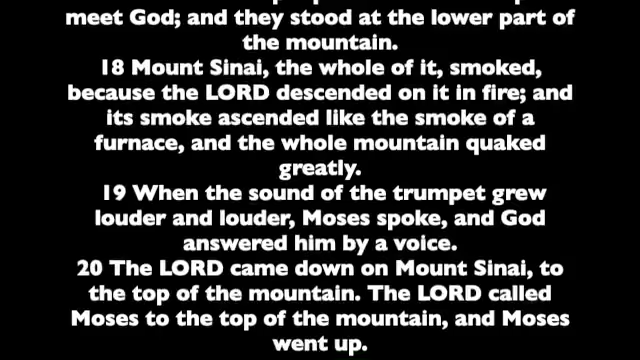 meet God; and they stood at the lower part of
the mountain.
18 Mount Sinai, the whole of it, smoked,
because the LORD descended on it in fire; and
its smoke ascended like the smoke of a
furnace, and the whole mountain quaked
greatly.
19 When the sound of the trumpet grew
louder and louder, Moses spoke, and God
answered him by a voice.
20 The LORD came down on Mount Sinai, to
the top of the mountain. The LORD called
Moses to the top of the mountain, and Moses
went up.